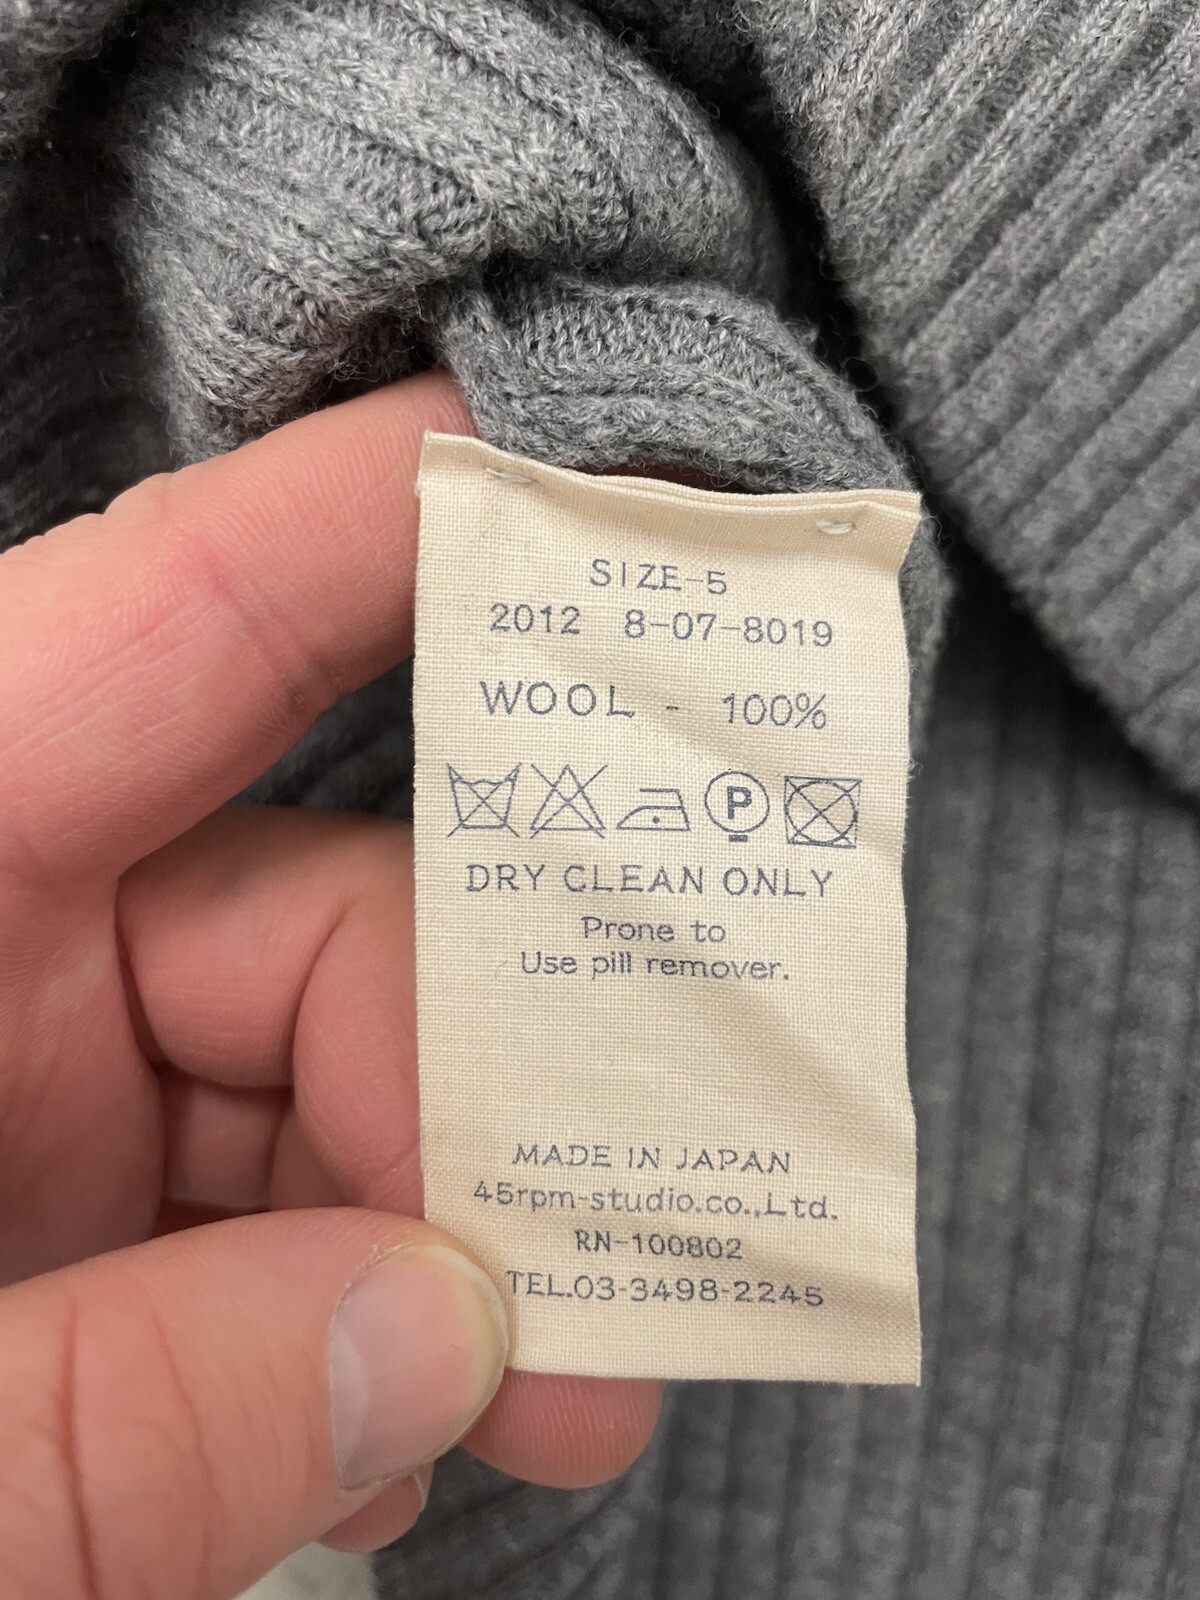 SIZE-5
2012 8-07-8019
WOOL - 100%
P
DRY CLEAN ONLY
Prone to
Use pill remover.
MADE IN JAPAN
45rpm-studio.co.,Ltd.
RN-100802
TEL.03-3498-2245